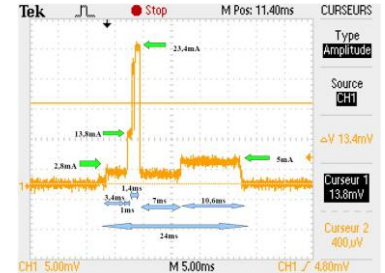 Tek Stop M Pos: 11.40ms CURSEURS
Type
Amplitude
Source
CH1
ΔV 13.4mV
Curseur 1
13.8mV
Curseur 2
400µV
23,4mA
13,8mA
2,8mA
5mA
1,4ms
3,4ms
1ms
7ms
10,6ms
24ms
1
CH1 5.00mV M 5.00ms CH1 / 4.80mV